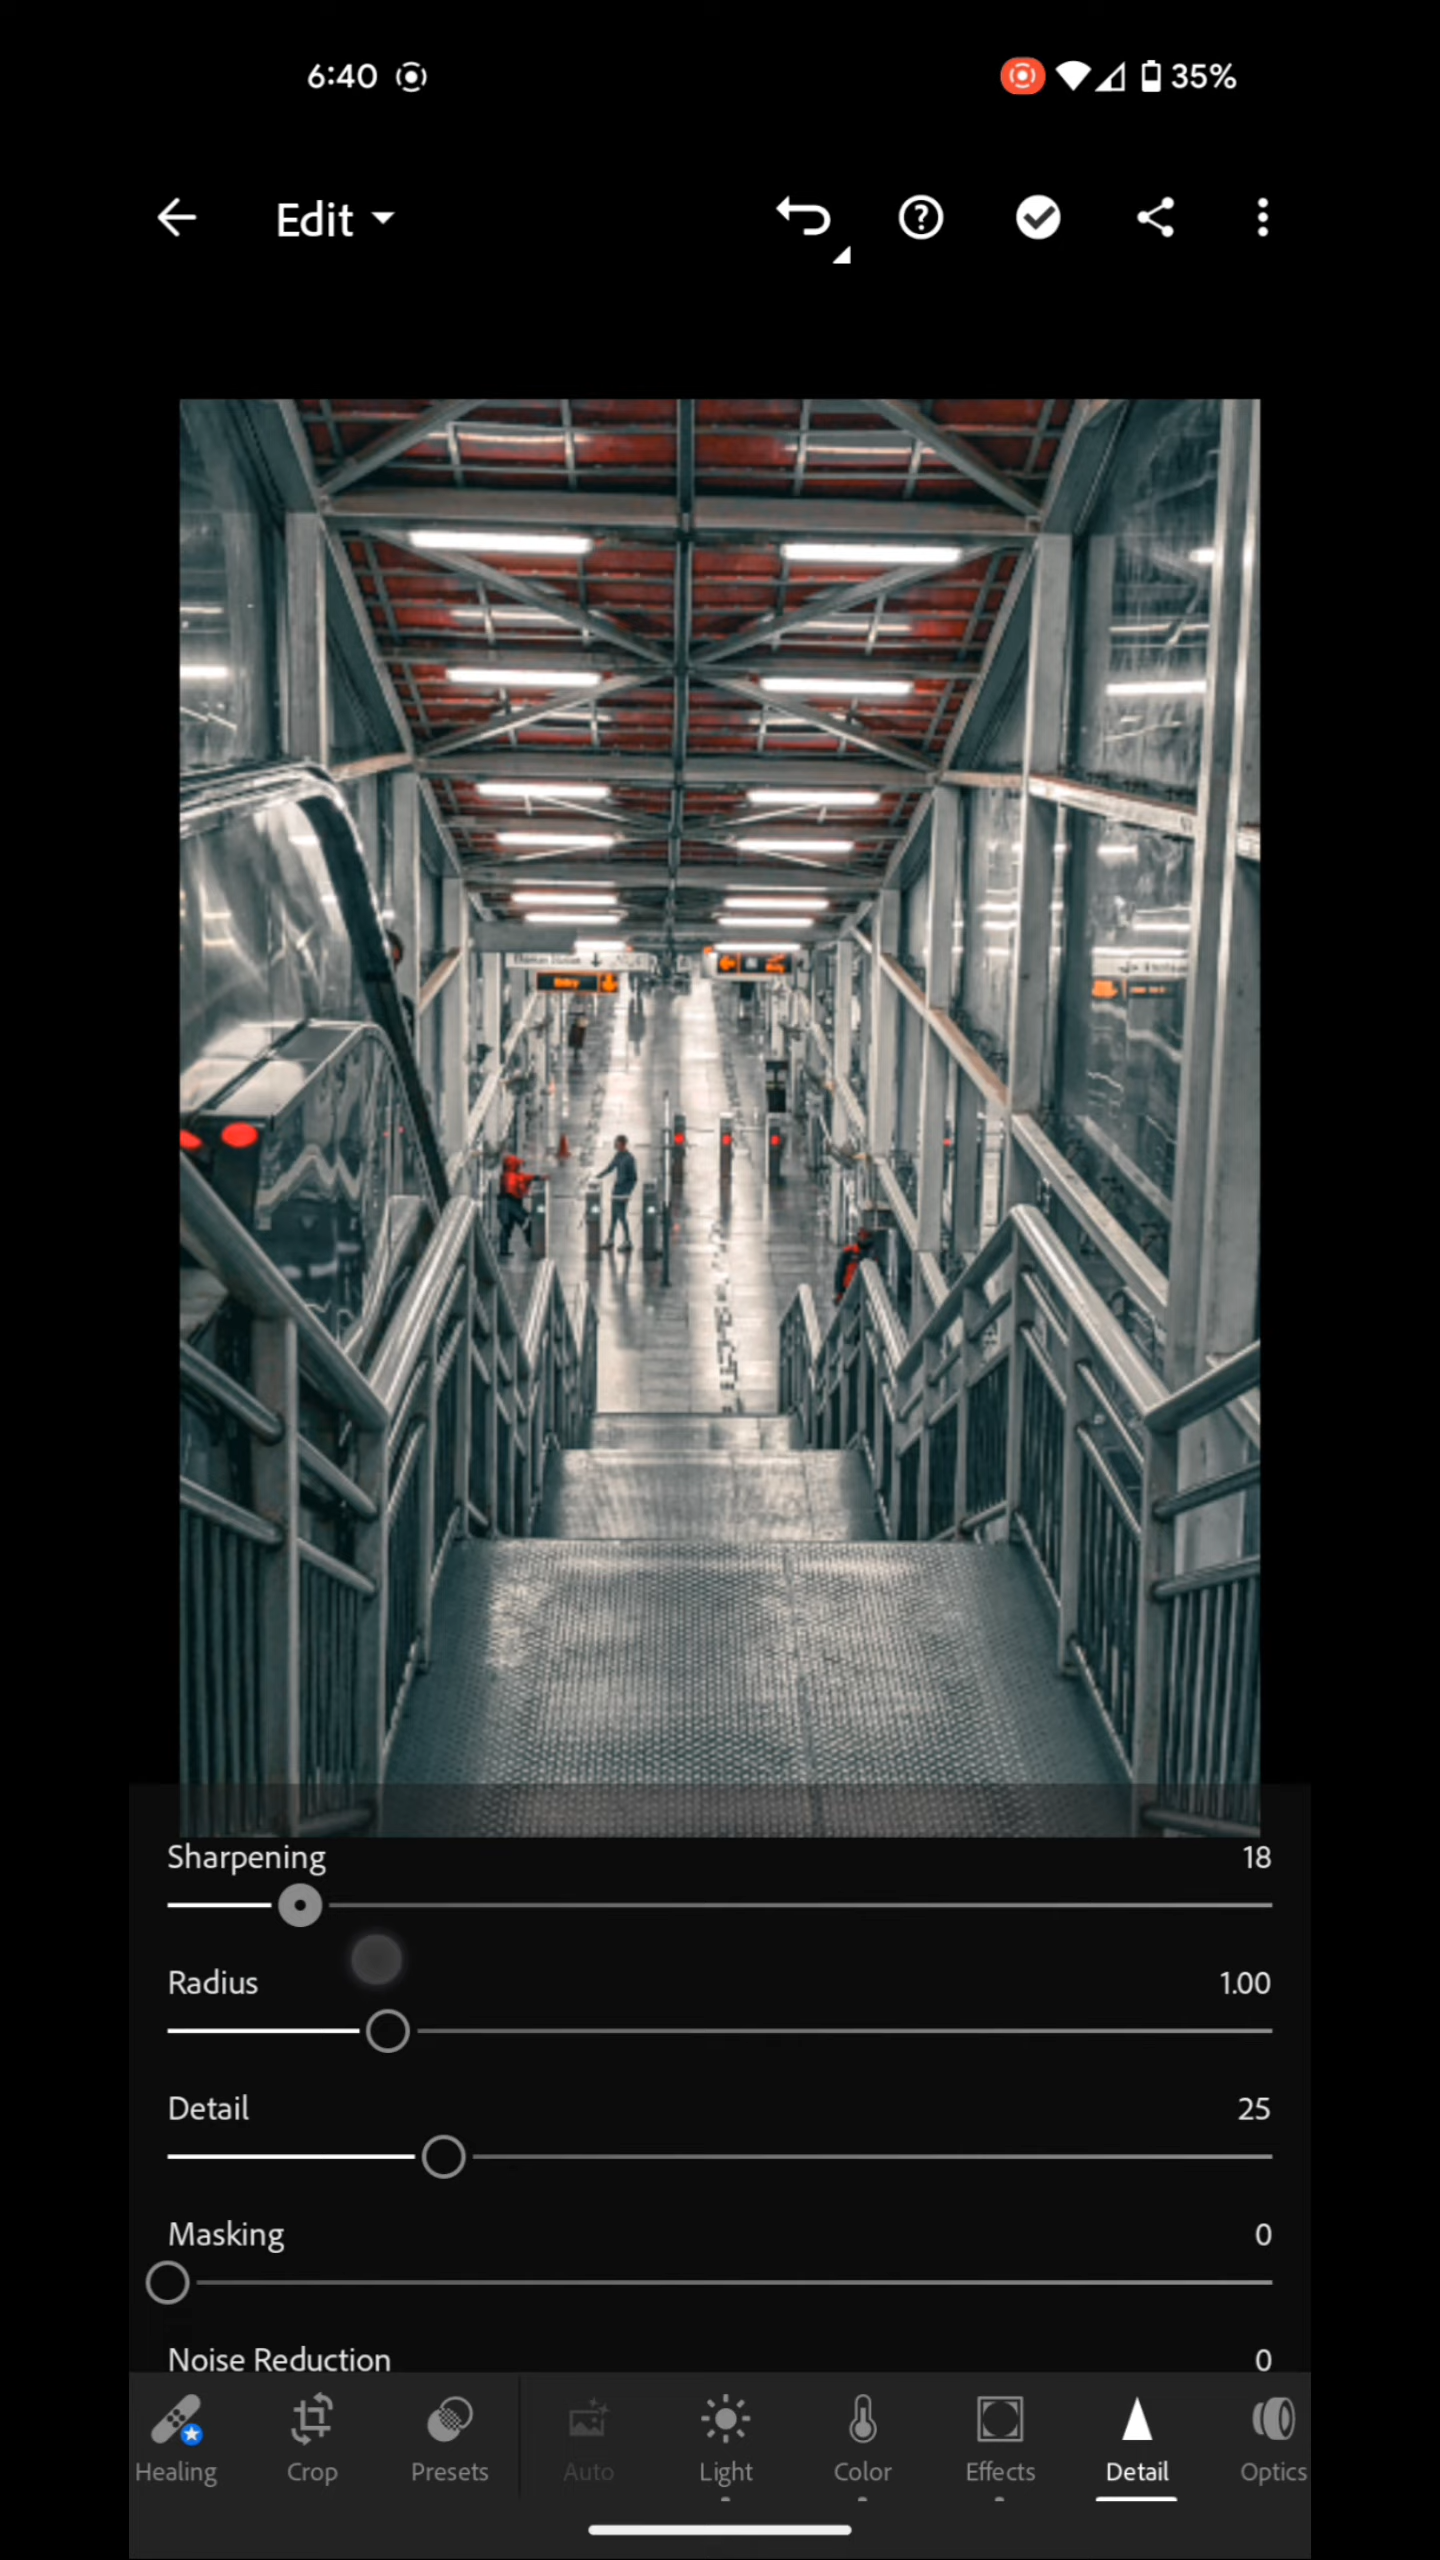 6:40 35%
Edit
Entry
Sharpening 18
Radius 1.00
Detail 25
Masking 0
Noise Reduction 0
Healing Crop Presets Auto Light Color Effects Detail Optics